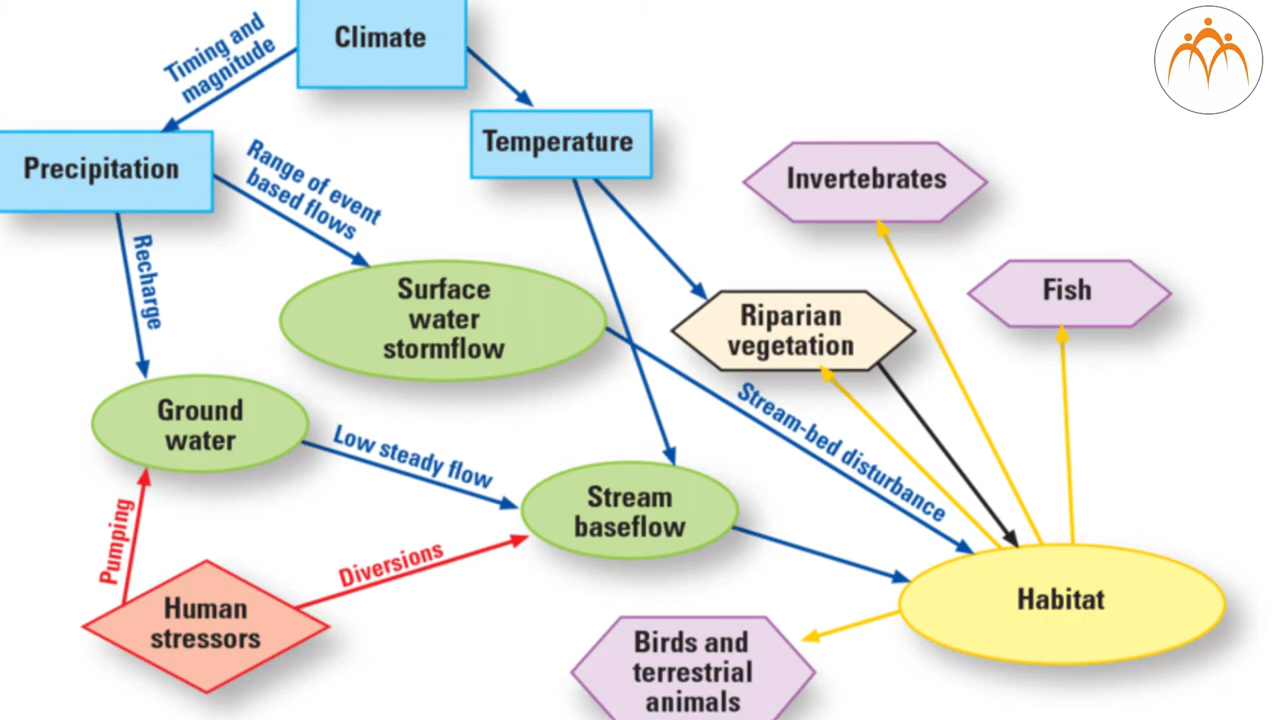 Climate
Timing and
magnitude
Temperature
Precipitation
Range of event
based flows
Invertebrates
Recharge
Fish
Surface
water
stormflow
Riparian
vegetation
Ground
water
Low steady flow
Stream-bed disturbance
Stream
baseflow
Pumping
Diversions
Human
stressors
Habitat
Birds and
terrestrial
animals